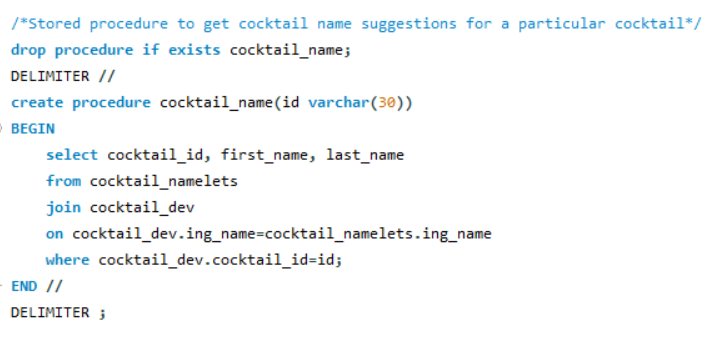 /*Stored procedure to get cocktail name suggestions for a particular cocktail*/
drop procedure if exists cocktail_name;
DELIMITER //
create procedure cocktail_name(id varchar(30))
BEGIN
select cocktail_id, first_name, last_name
from cocktail_namelets
join cocktail_dev
on cocktail_dev.ing_name=cocktail_namelets.ing_name
where cocktail_dev.cocktail_id=id;
END //
DELIMITER ;